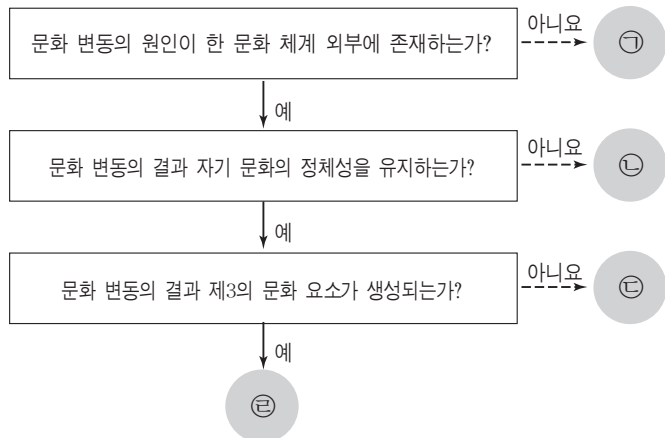 문화 변동의 원인이 한 문화 체계 외부에 존재하는가?
아니요
㉠
예
문화 변동의 결과 자기 문화의 정체성을 유지하는가?
아니요
㉡
예
문화 변동의 결과 제3의 문화 요소가 생성되는가?
아니요
㉢
예
㉣